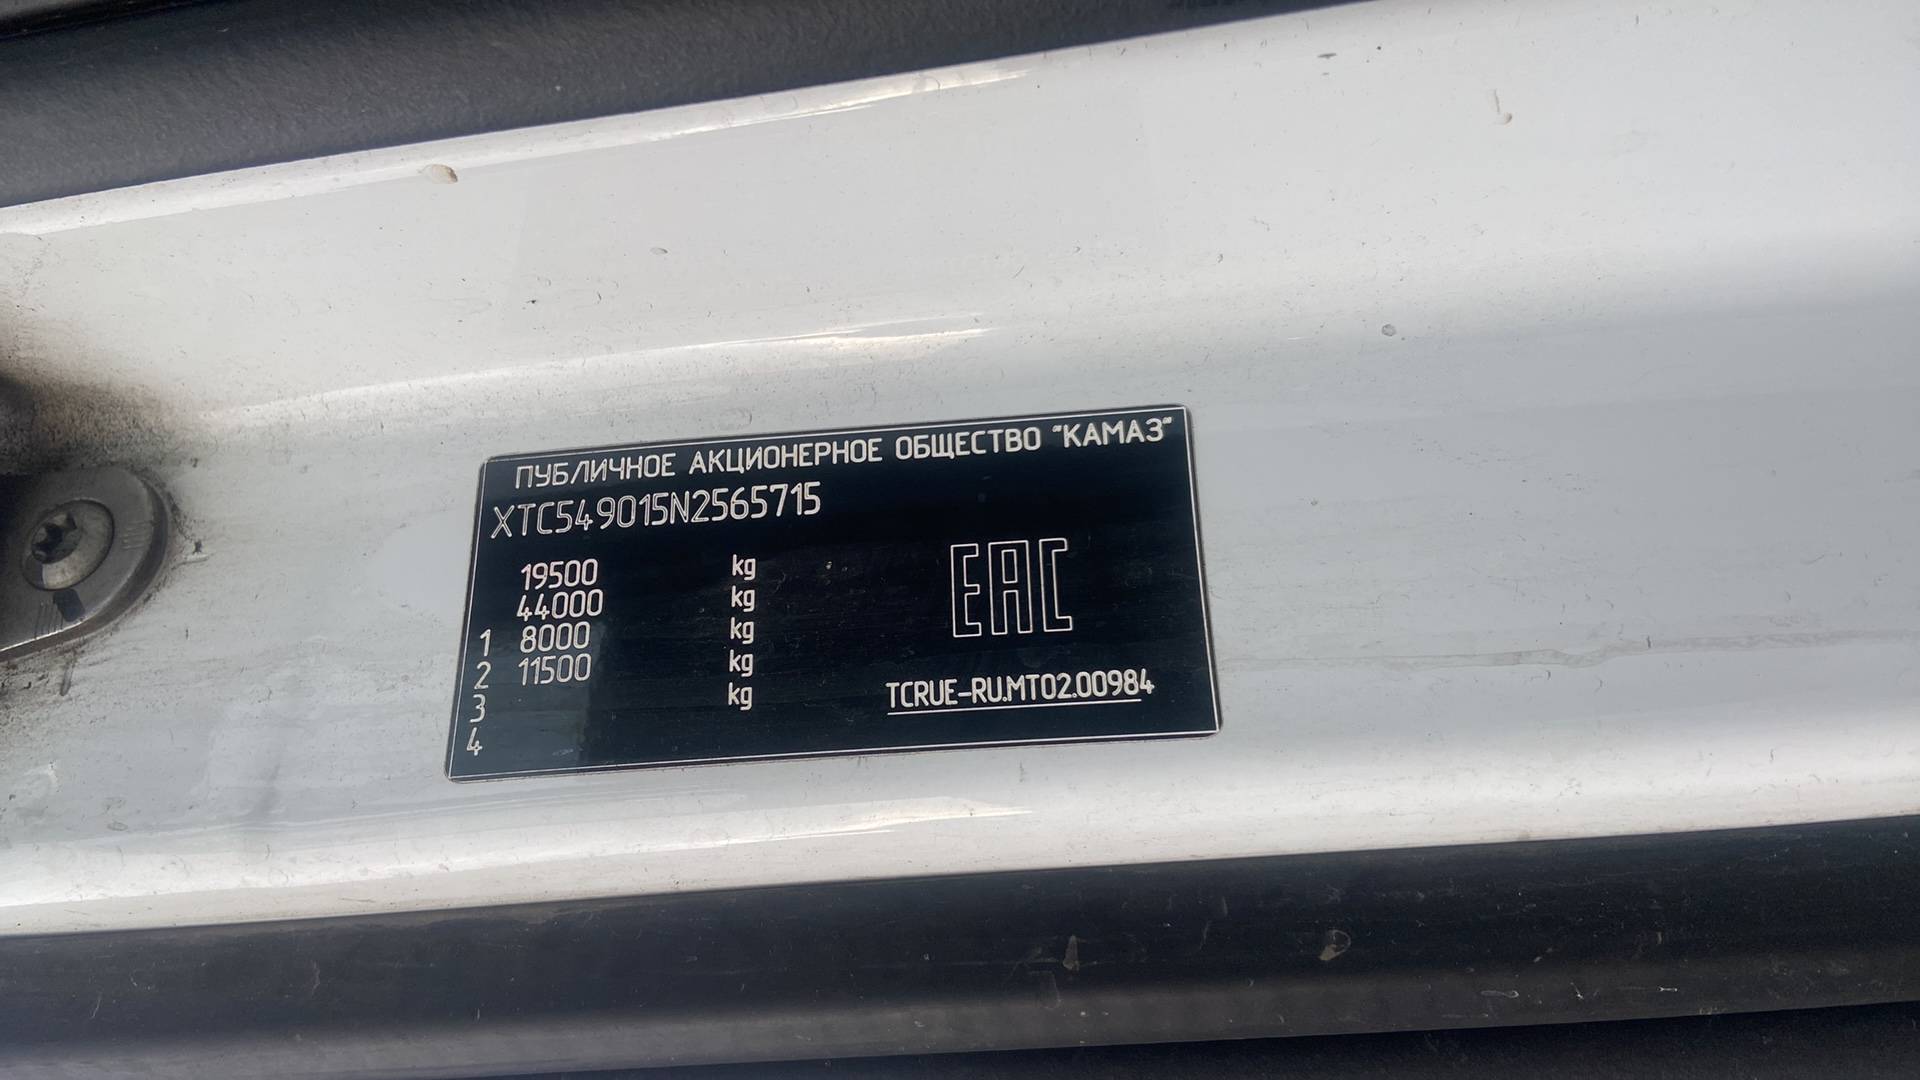 ПУБЛИЧНОЕ АКЦИОНЕРНОЕ ОБЩЕСТВО "КАМАЗ"
XTC549015N2565715
19500 kg
44000 kg
1 8000 kg
2 11500 kg
3 kg
4
EAC
TCRUE-RU.MT02.00984